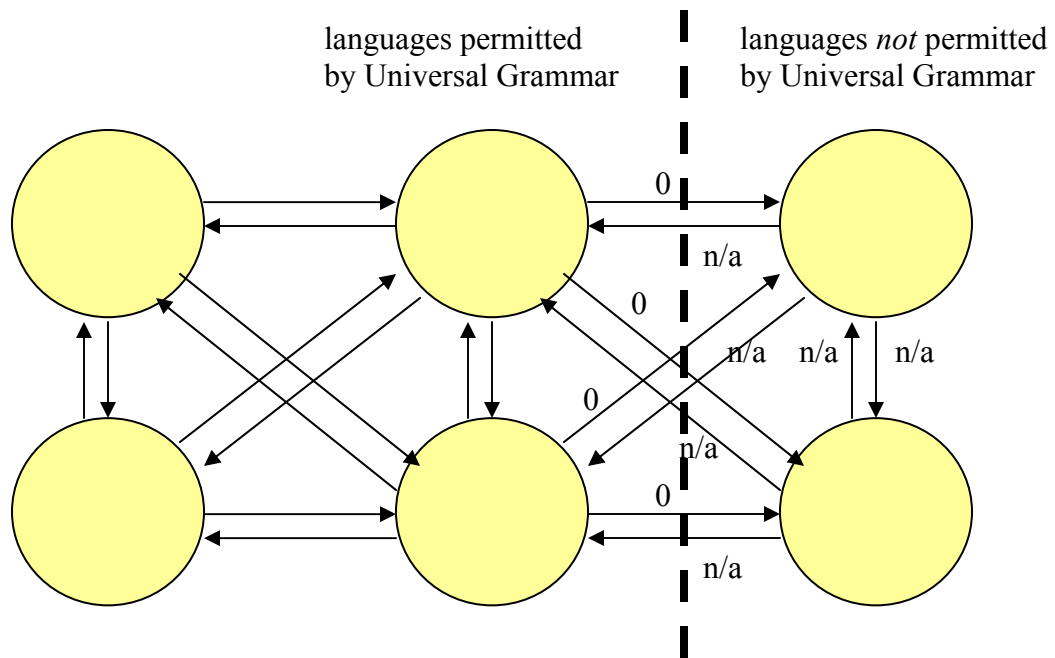 languages permitted
by Universal Grammar
languages not permitted
by Universal Grammar
0
n/a
0
n/a
n/a
n/a
0
n/a
0
n/a